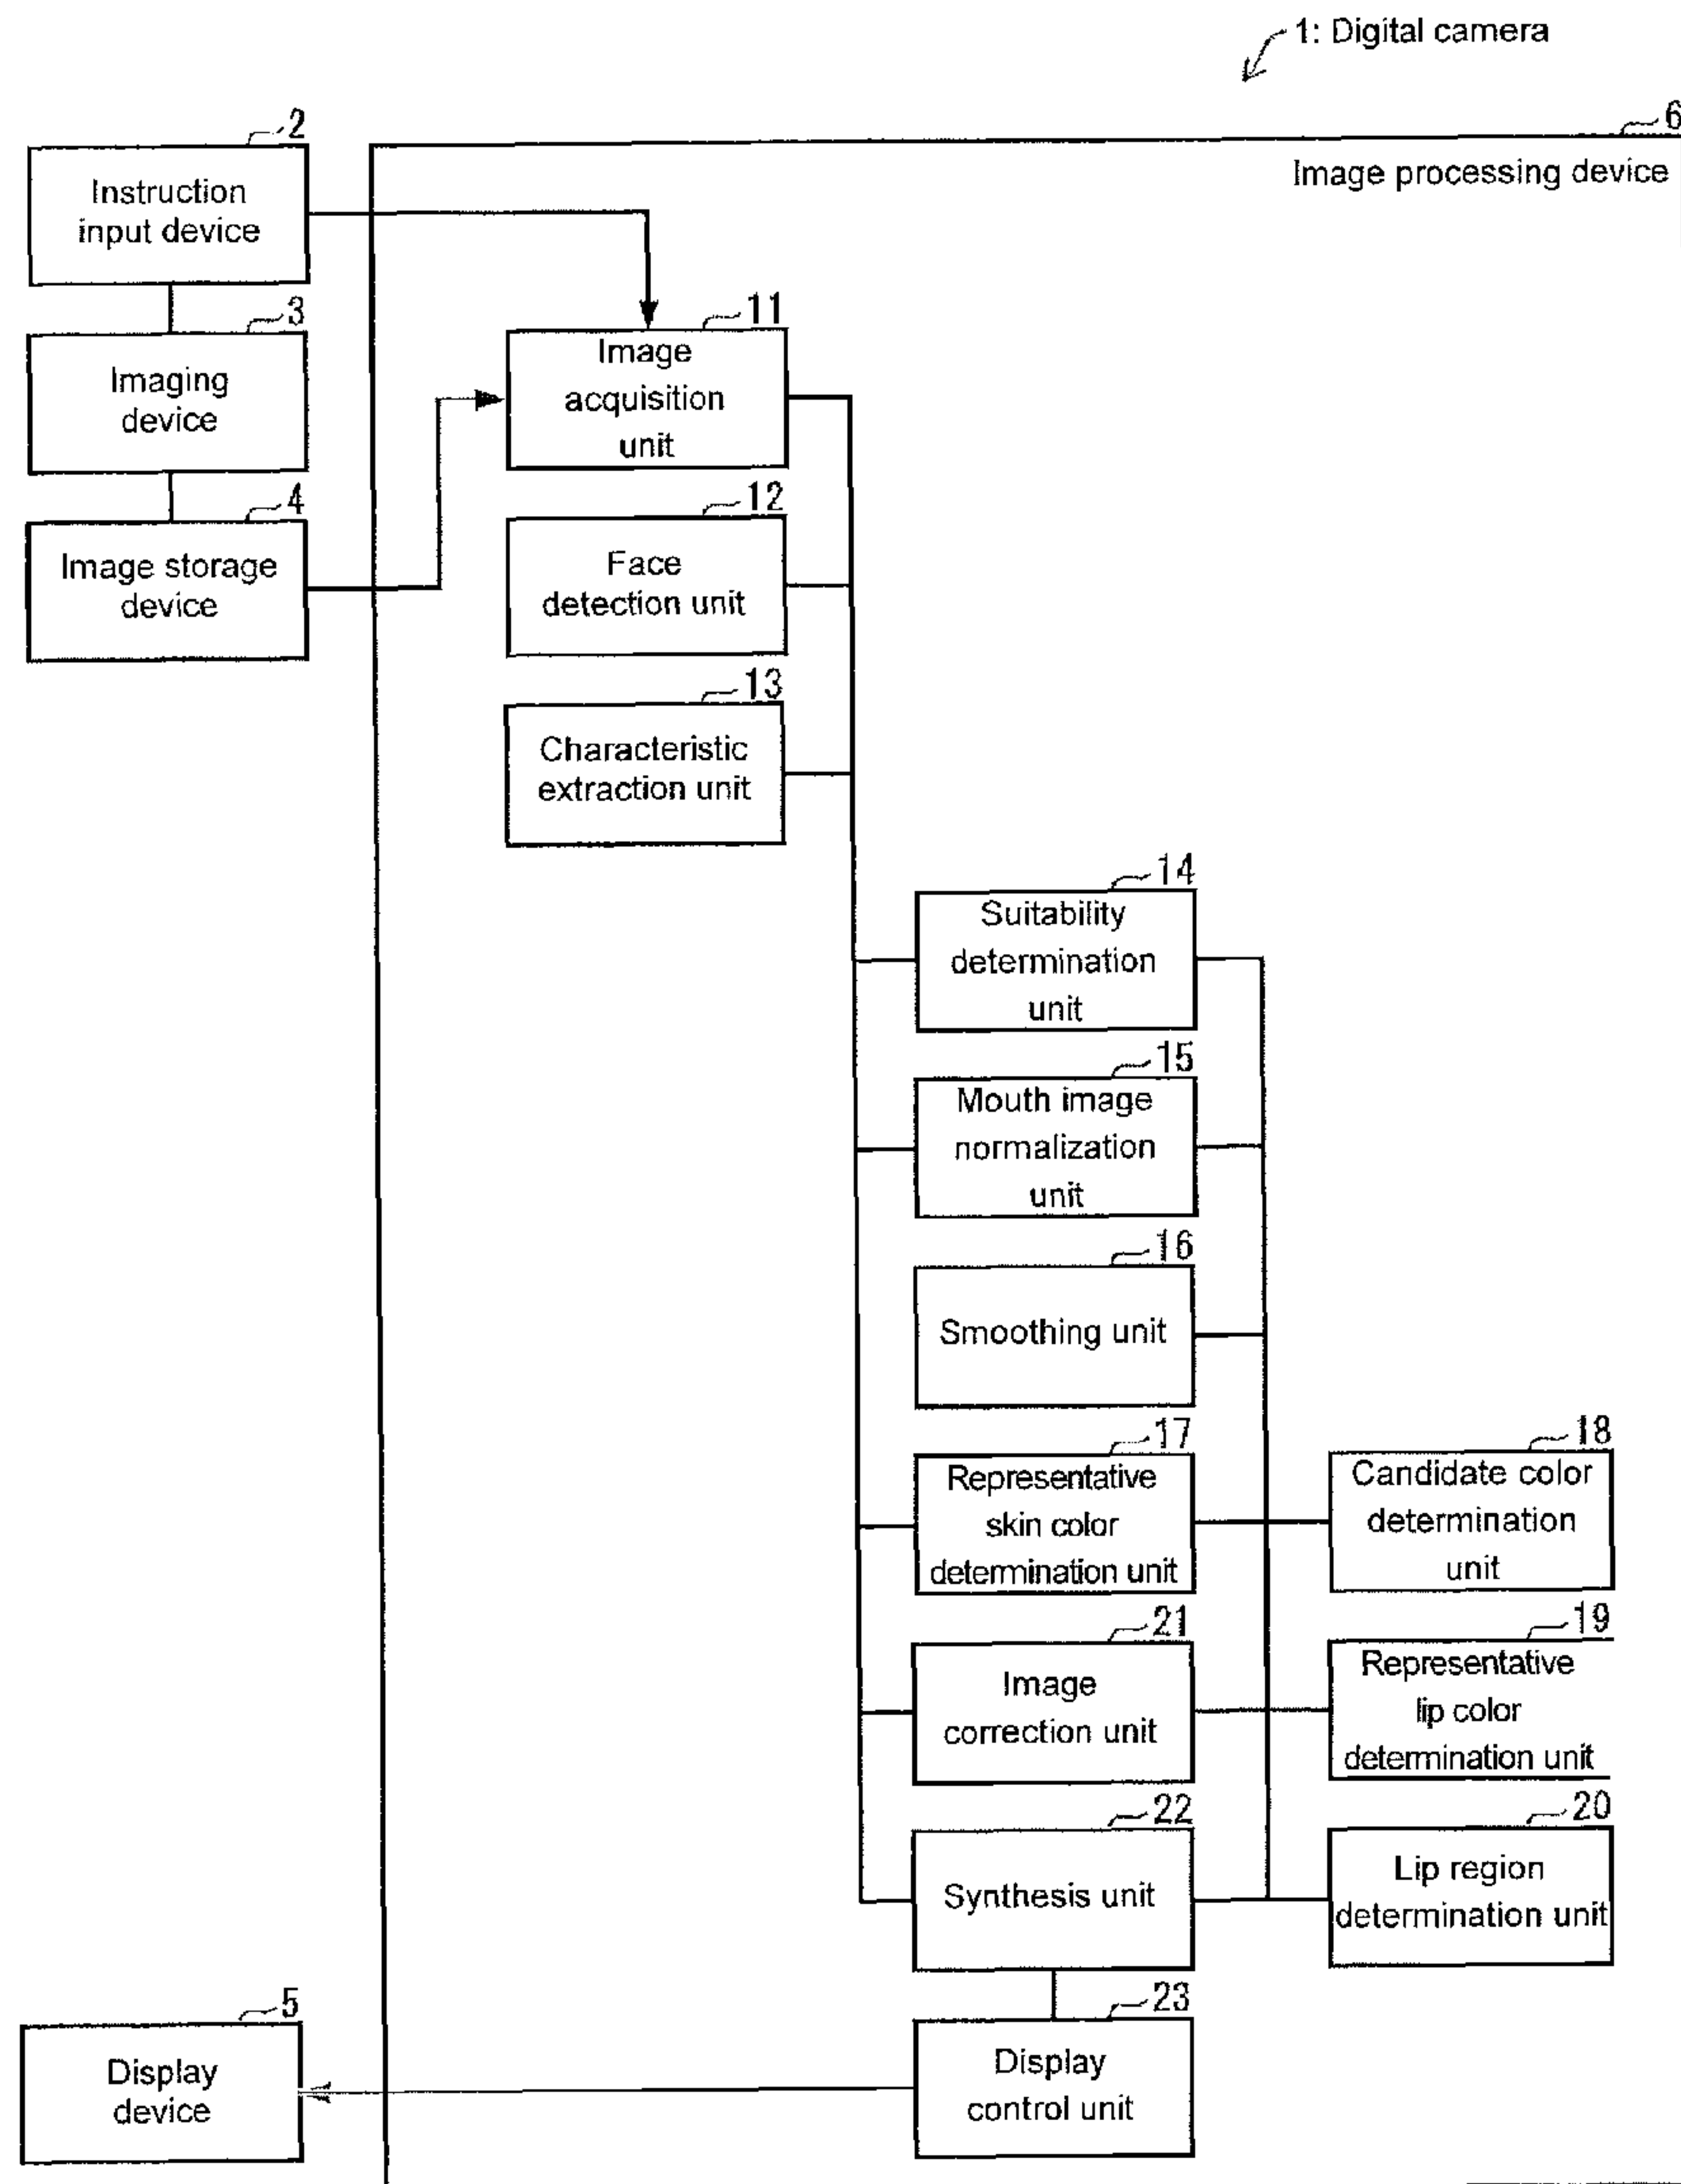 1: Digital camera
6
Image processing device
2
Instruction
input device
3
Imaging
device
4
Image storage
device
11
Image
acquisition
unit
12
Face
detection unit
13
Characteristic
extraction unit
14
Suitability
determination
unit
15
Mouth image
normalization
unit
16
Smoothing unit
17
Representative
skin color
determination unit
18
Candidate color
determination
unit
21
Image
correction unit
19
Representative
lip color
determination unit
22
Synthesis unit
20
Lip region
determination unit
5
Display
device
23
Display
control unit